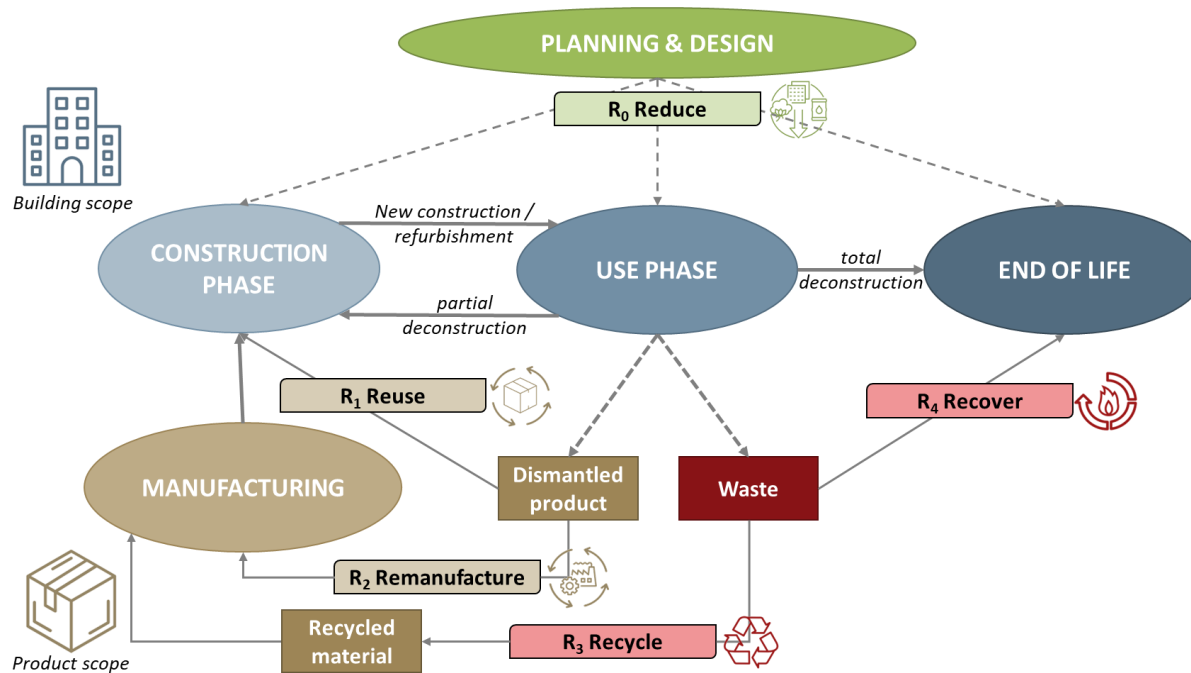 PLANNING & DESIGN
R₀ Reduce
Building scope
CONSTRUCTION
PHASE
New construction /
refurbishment
USE PHASE
total
deconstruction
END OF LIFE
partial
deconstruction
R₁ Reuse
R₄ Recover
MANUFACTURING
Dismantled
product
Waste
R₂ Remanufacture
Recycled
material
R₃ Recycle
Product scope